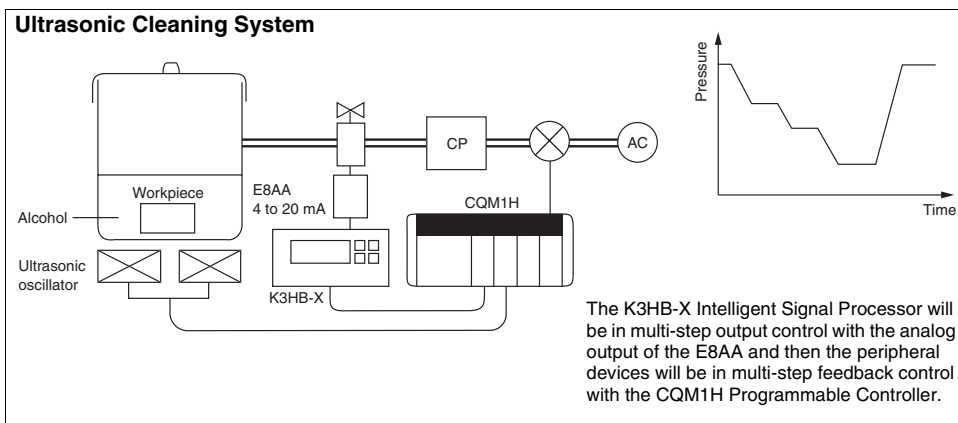 Ultrasonic Cleaning System
Pressure
Time
CP
AC
Workpiece
Alcohol
E8AA
4 to 20 mA
CQM1H
Ultrasonic
oscillator
K3HB-X
The K3HB-X Intelligent Signal Processor will
be in multi-step output control with the analog
output of the E8AA and then the peripheral
devices will be in multi-step feedback control
with the CQM1H Programmable Controller.